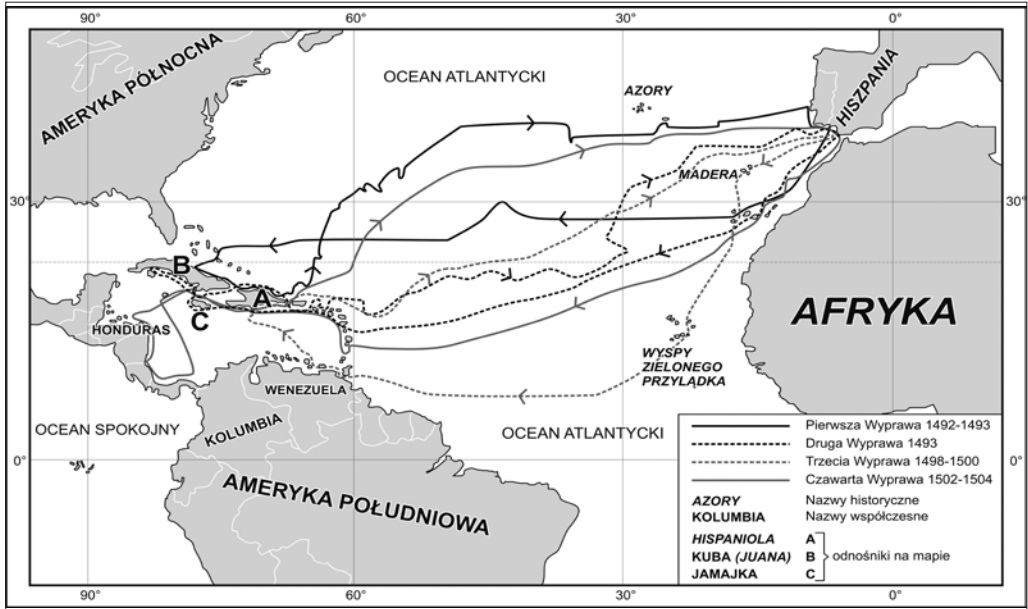 90°
60°
30°
0°
AMERYKA PÓŁNOCNA
OCEAN ATLANTYCKI
AZORY
HISZPANIA
MADERA
30°
30°
B
A
C
HONDURAS
AFRYKA
WYSPY
ZIELONEGO
PRZYLĄDKA
WENEZUELA
KOLUMBIA
OCEAN SPOKOJNY
OCEAN ATLANTYCKI
0°
0°
AMERYKA POŁUDNIOWA
Pierwsza Wyprawa 1492-1493
Druga Wyprawa 1493
Trzecia Wyprawa 1498-1500
Czawarta Wyprawa 1502-1504
AZORY Nazwy historyczne
KOLUMBIA Nazwy współczesne
HISPANIOLA A
KUBA (JUANA) B odnośniki na mapie
JAMAJKA C
90°
60°
30°
0°